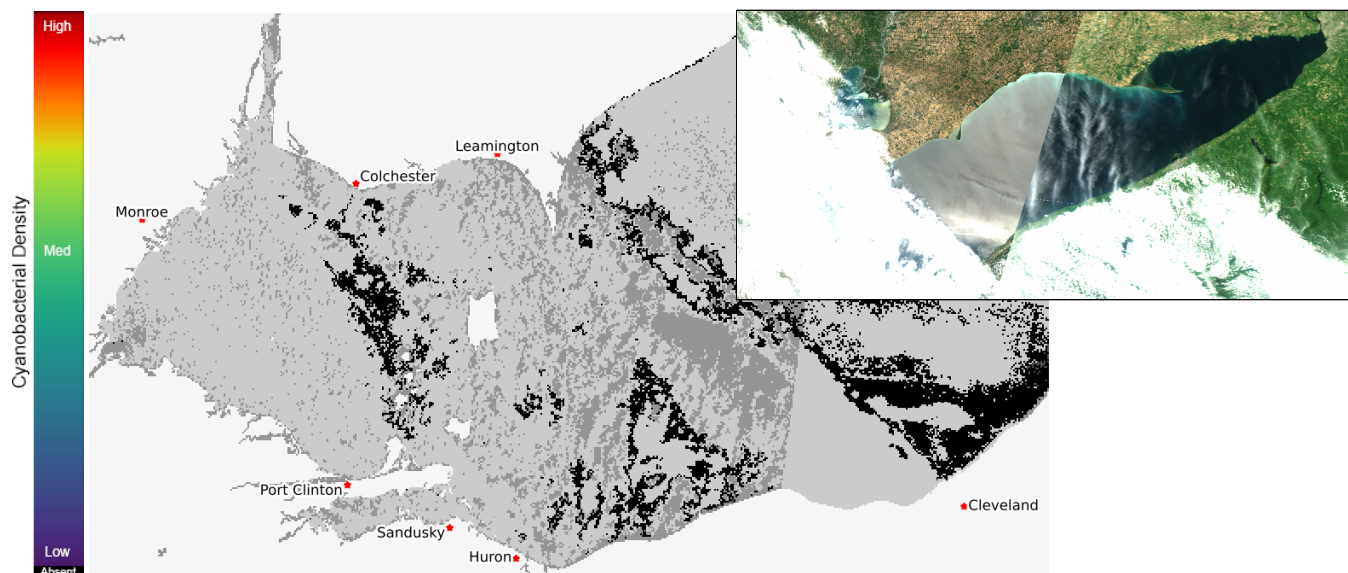 High
Med
Low
Absent
Cyanobacterial Density
Leamington
Colchester
Monroe
Port Clinton
Sandusky
Huron
Cleveland